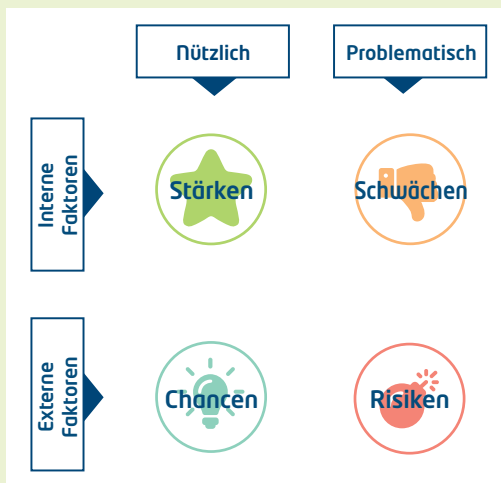 Nützlich
Problematisch
Interne
Faktoren
Stärken
Schwächen
Externe
Faktoren
Chancen
Risiken